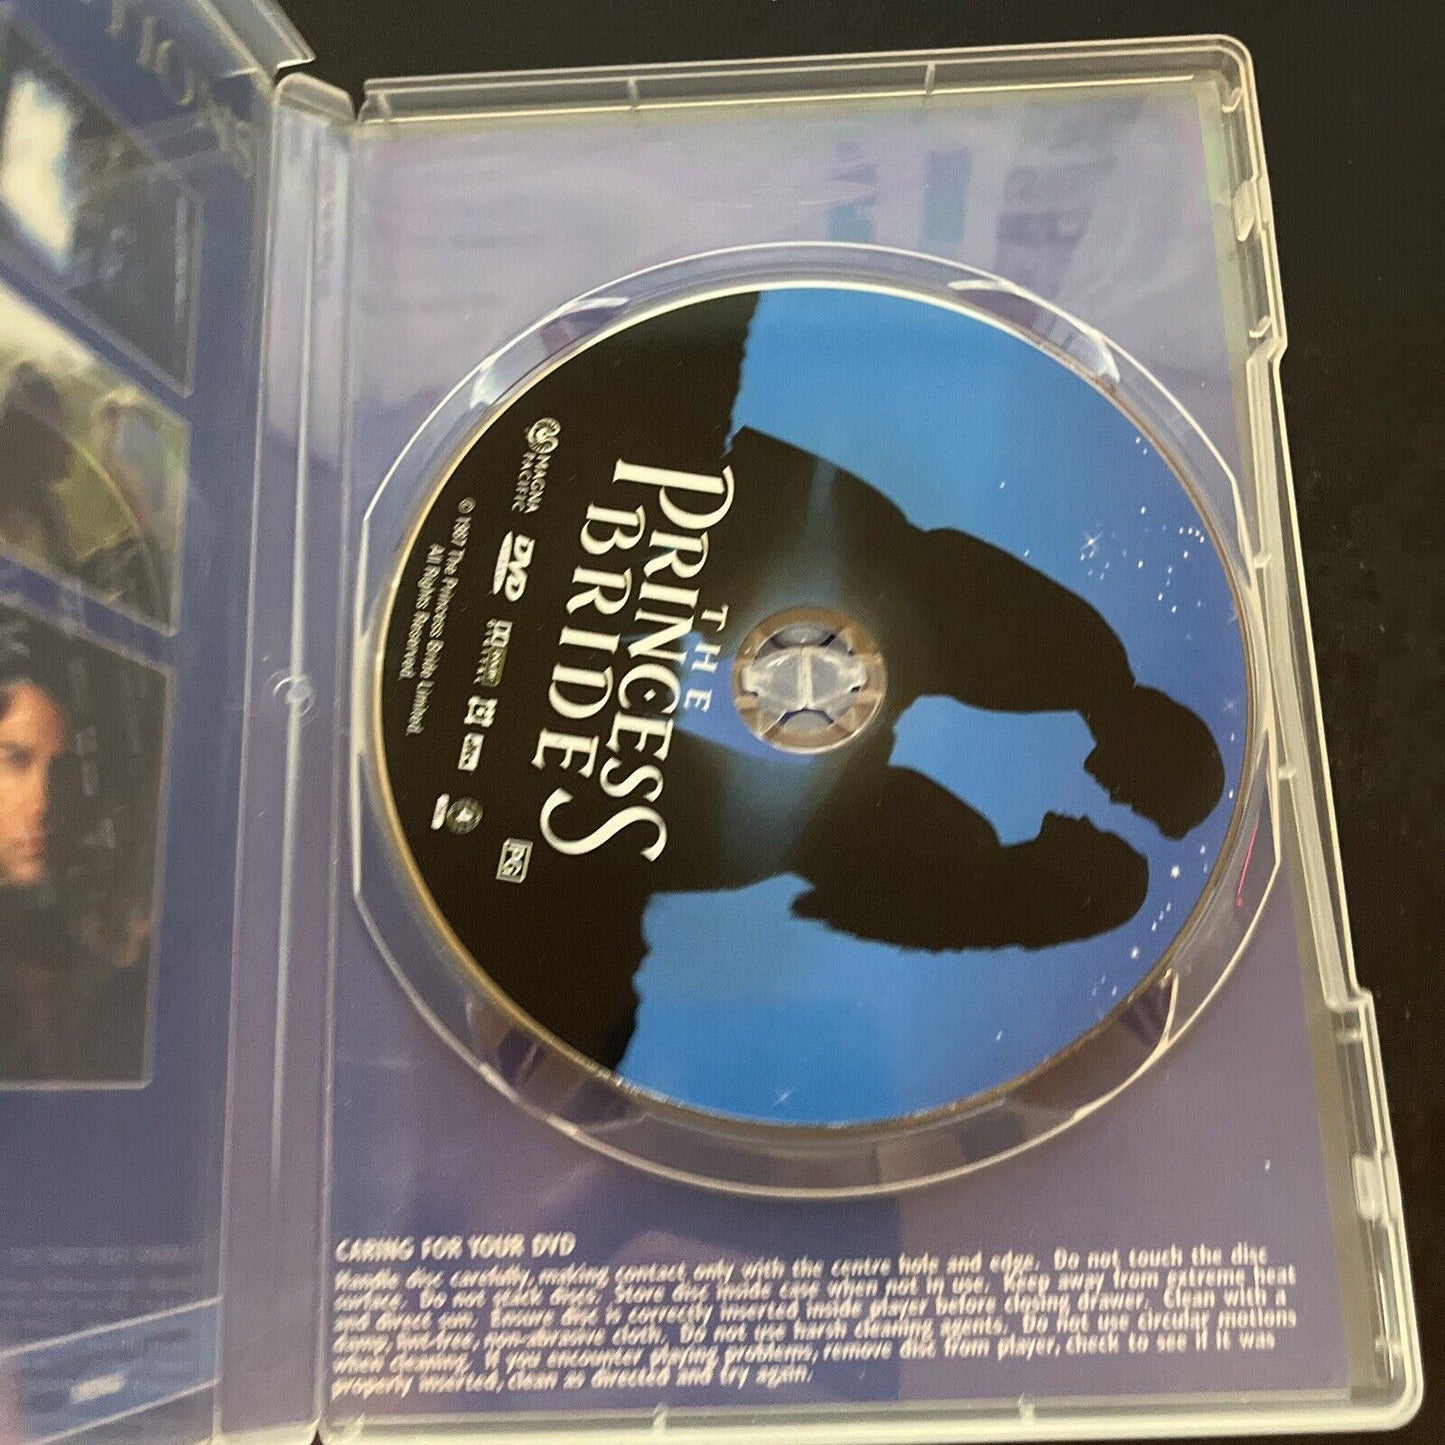 THE
PRINCESS
BRIDE
MAGNA
PACIFIC
DVD
PG
© 1987 The Princess Bride Limited.
All Rights Reserved.
CARING FOR YOUR DVD
Handle disc carefully, making contact only with the centre hole and edge. Do not touch the disc
surface. Do not stack discs. Store disc inside case when not in use. Keep away from extreme heat
and direct sun. Ensure disc is correctly inserted inside player before closing drawer. Clean with a
damp, lint-free, non-abrasive cloth. Do not use harsh cleaning agents. Do not use circular motions
when cleaning. If you encounter playing problems, remove disc from player, check to see if it was
properly inserted, clean as directed and try again.